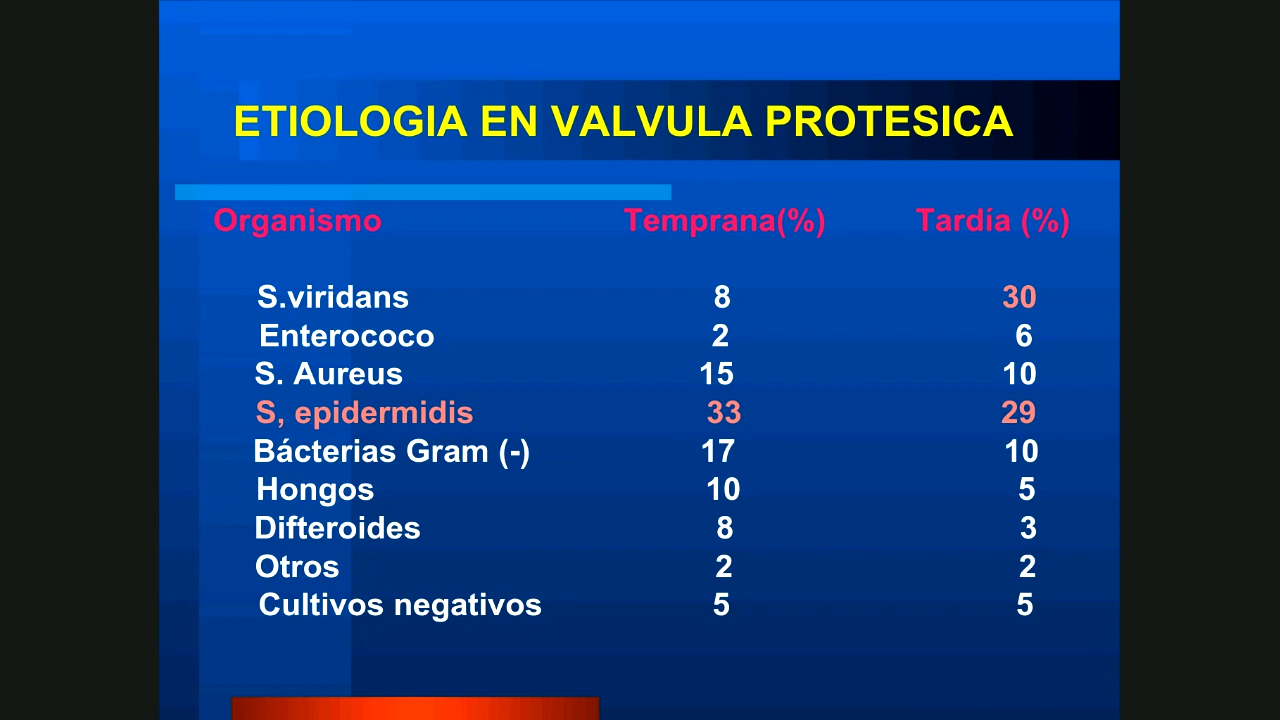 ETIOLOGIA EN VALVULA PROTESICA
Organismo Temprana(%) Tardía (%)
S.viridans 8 30
Enterococo 2 6
S. Aureus 15 10
S, epidermidis 33 29
Bácterias Gram (-) 17 10
Hongos 10 5
Difteroides 8 3
Otros 2 2
Cultivos negativos 5 5